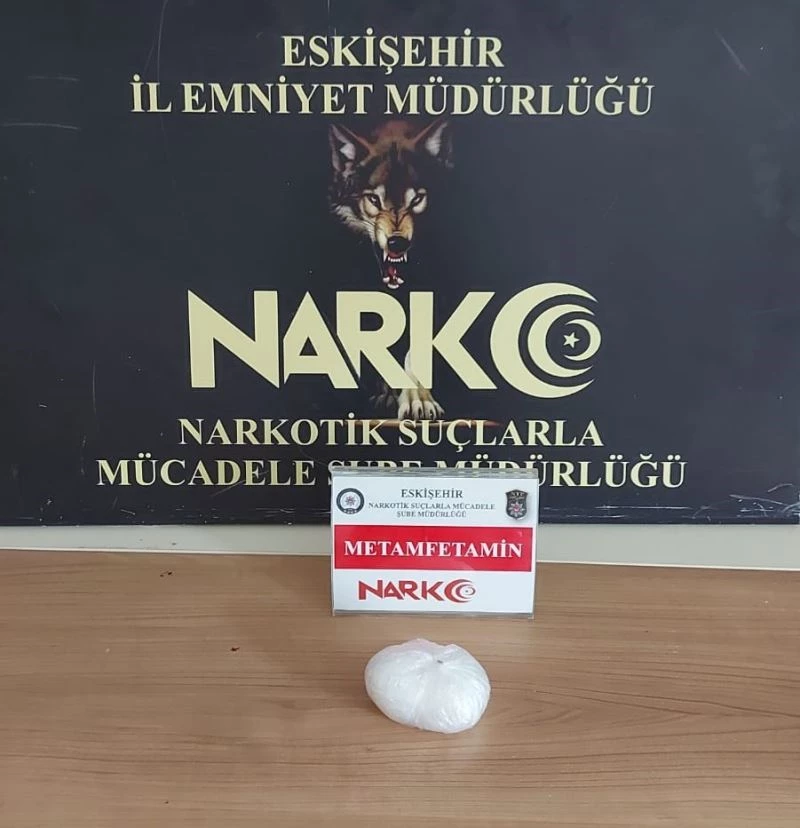 ESKİŞEHİR
İL EMNİYET MÜDÜRLÜĞÜ
NARKO
NARKOTİK SUÇLARLA
MÜCADELE ŞUBE MÜDÜRLÜĞÜ
ESKİŞEHİR
NARKOTİK SUÇLARLA MÜCADELE
ŞUBE MÜDÜRLÜĞÜ
METAMFETAMİN
NARKO